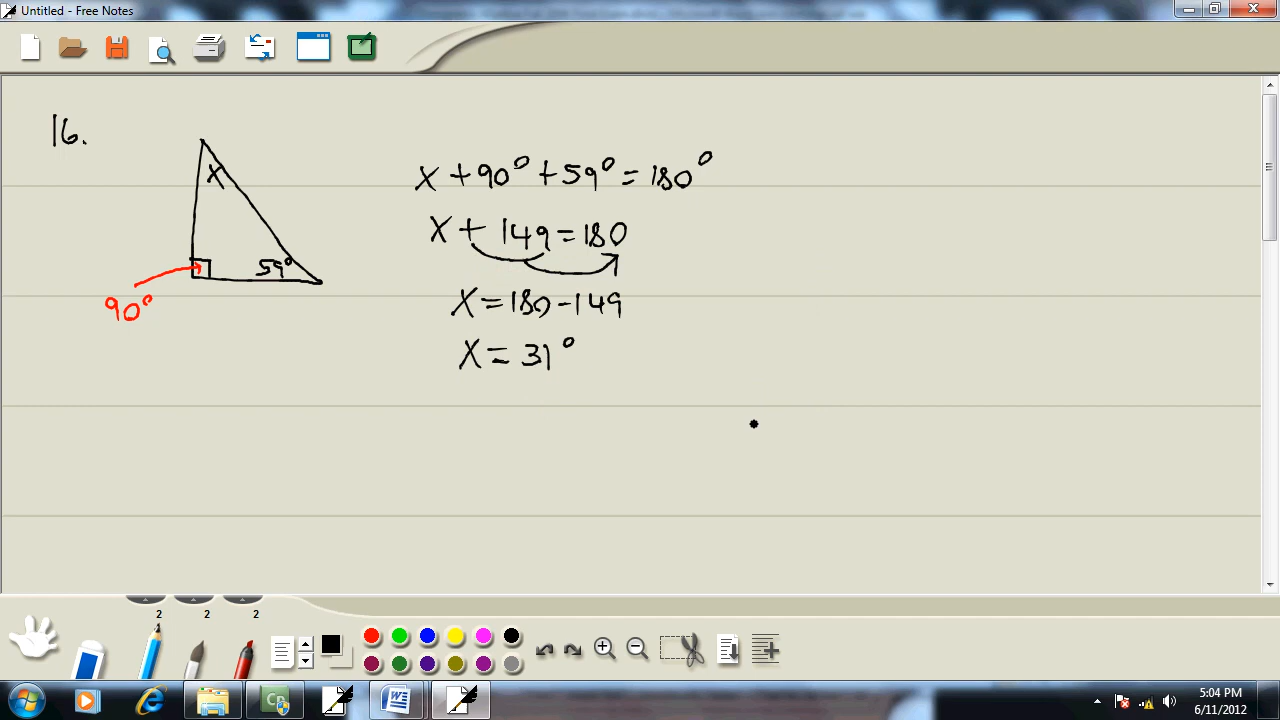 Untitled - Free Notes
16.
X
59°
90°
X + 90° + 59° = 180°
X + 149 = 180
X = 180 - 149
X = 31°
2 2 2
5:04 PM
6/11/2012